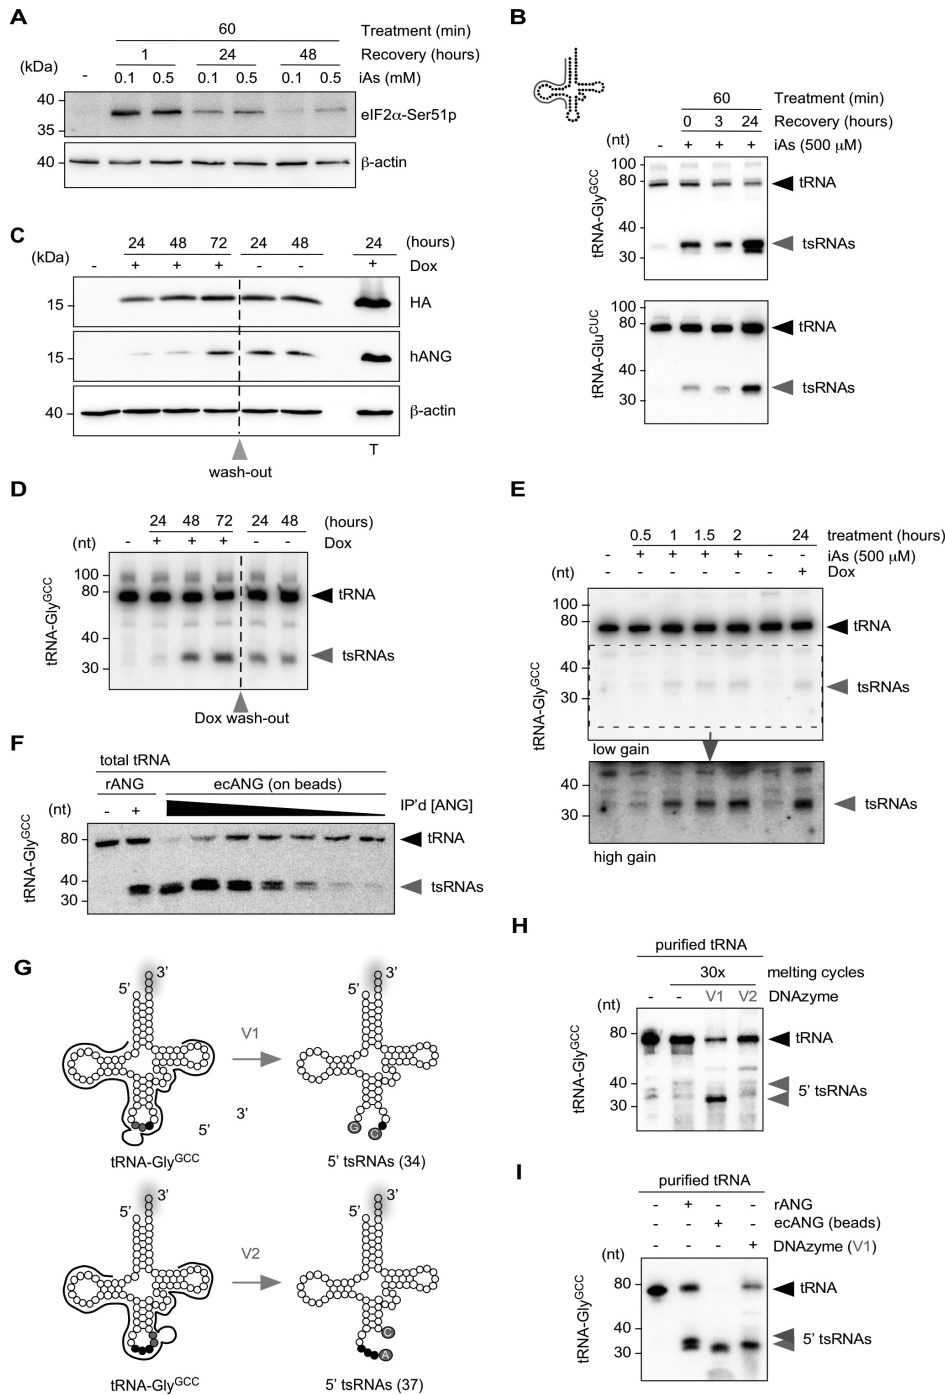 A
60 Treatment (min)
1 24 48 Recovery (hours)
(kDa) - 0.1 0.5 0.1 0.5 0.1 0.5 iAs (mM)
40
35
eIF2α-Ser51p
40
β-actin
B
60 Treatment (min)
0 3 24 Recovery (hours)
(nt) - + + + iAs (500 µM)
tRNA-Gly^GCC
100
80
40
30
tRNA
tsRNAs
tRNA-Glu^CUC
100
80
40
30
tRNA
tsRNAs
C
24 48 72 24 48 24 (hours)
(kDa) - + + + - - + Dox
15 HA
15 hANG
40 β-actin
wash-out
T
D
24 48 72 24 48 (hours)
(nt) - + + + - - Dox
tRNA-Gly^GCC
100
80
40
30
tRNA
tsRNAs
Dox wash-out
E
0.5 1 1.5 2 24 treatment (hours)
- + + + + - - iAs (500 µM)
(nt) - - - - - - + Dox
tRNA-Gly^GCC
100
80
40
30
tRNA
tsRNAs
low gain
40
30
tsRNAs
high gain
F
total tRNA
rANG ecANG (on beads)
(nt) - + IP'd [ANG]
tRNA-Gly^GCC
80
40
30
tRNA
tsRNAs
G
3’
5’
V1
3’
5’
G
C
3’
5’
tRNA-Gly^GCC
5’ tsRNAs (34)
3’
5’
V2
3’
5’
C
A
tRNA-Gly^GCC
5’ tsRNAs (37)
H
purified tRNA
30x melting cycles
- - V1 V2 DNAzyme
(nt)
tRNA-Gly^GCC
80
40
30
tRNA
5’ tsRNAs
I
purified tRNA
- + - - rANG
- - + - ecANG (beads)
- - - + DNAzyme (V1)
(nt)
tRNA-Gly^GCC
80
40
30
tRNA
5’ tsRNAs